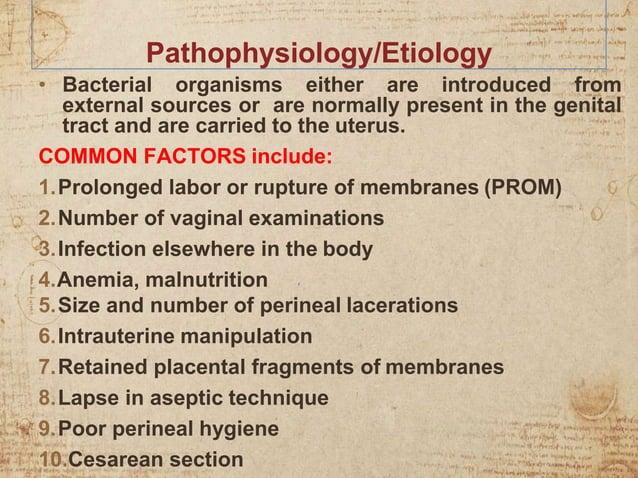 Pathophysiology/Etiology
• Bacterial organisms either are introduced from
external sources or are normally present in the genital
tract and are carried to the uterus.
COMMON FACTORS include:
1.Prolonged labor or rupture of membranes (PROM)
2.Number of vaginal examinations
3.Infection elsewhere in the body
4.Anemia, malnutrition
5.Size and number of perineal lacerations
6.Intrauterine manipulation
7.Retained placental fragments of membranes
8.Lapse in aseptic technique
9.Poor perineal hygiene
10.Cesarean section